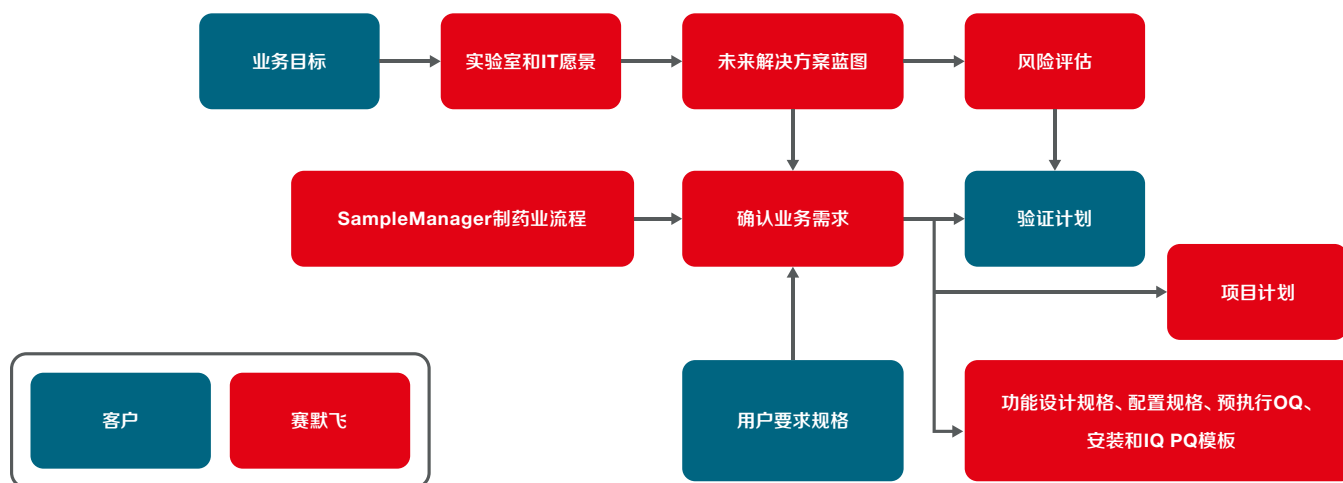 业务目标
实验室和IT愿景
未来解决方案蓝图
风险评估
SampleManager制药业流程
确认业务需求
验证计划
项目计划
客户
赛默飞
用户要求规格
功能设计规格、配置规格、预执行OQ、
安装和IQ PQ模板